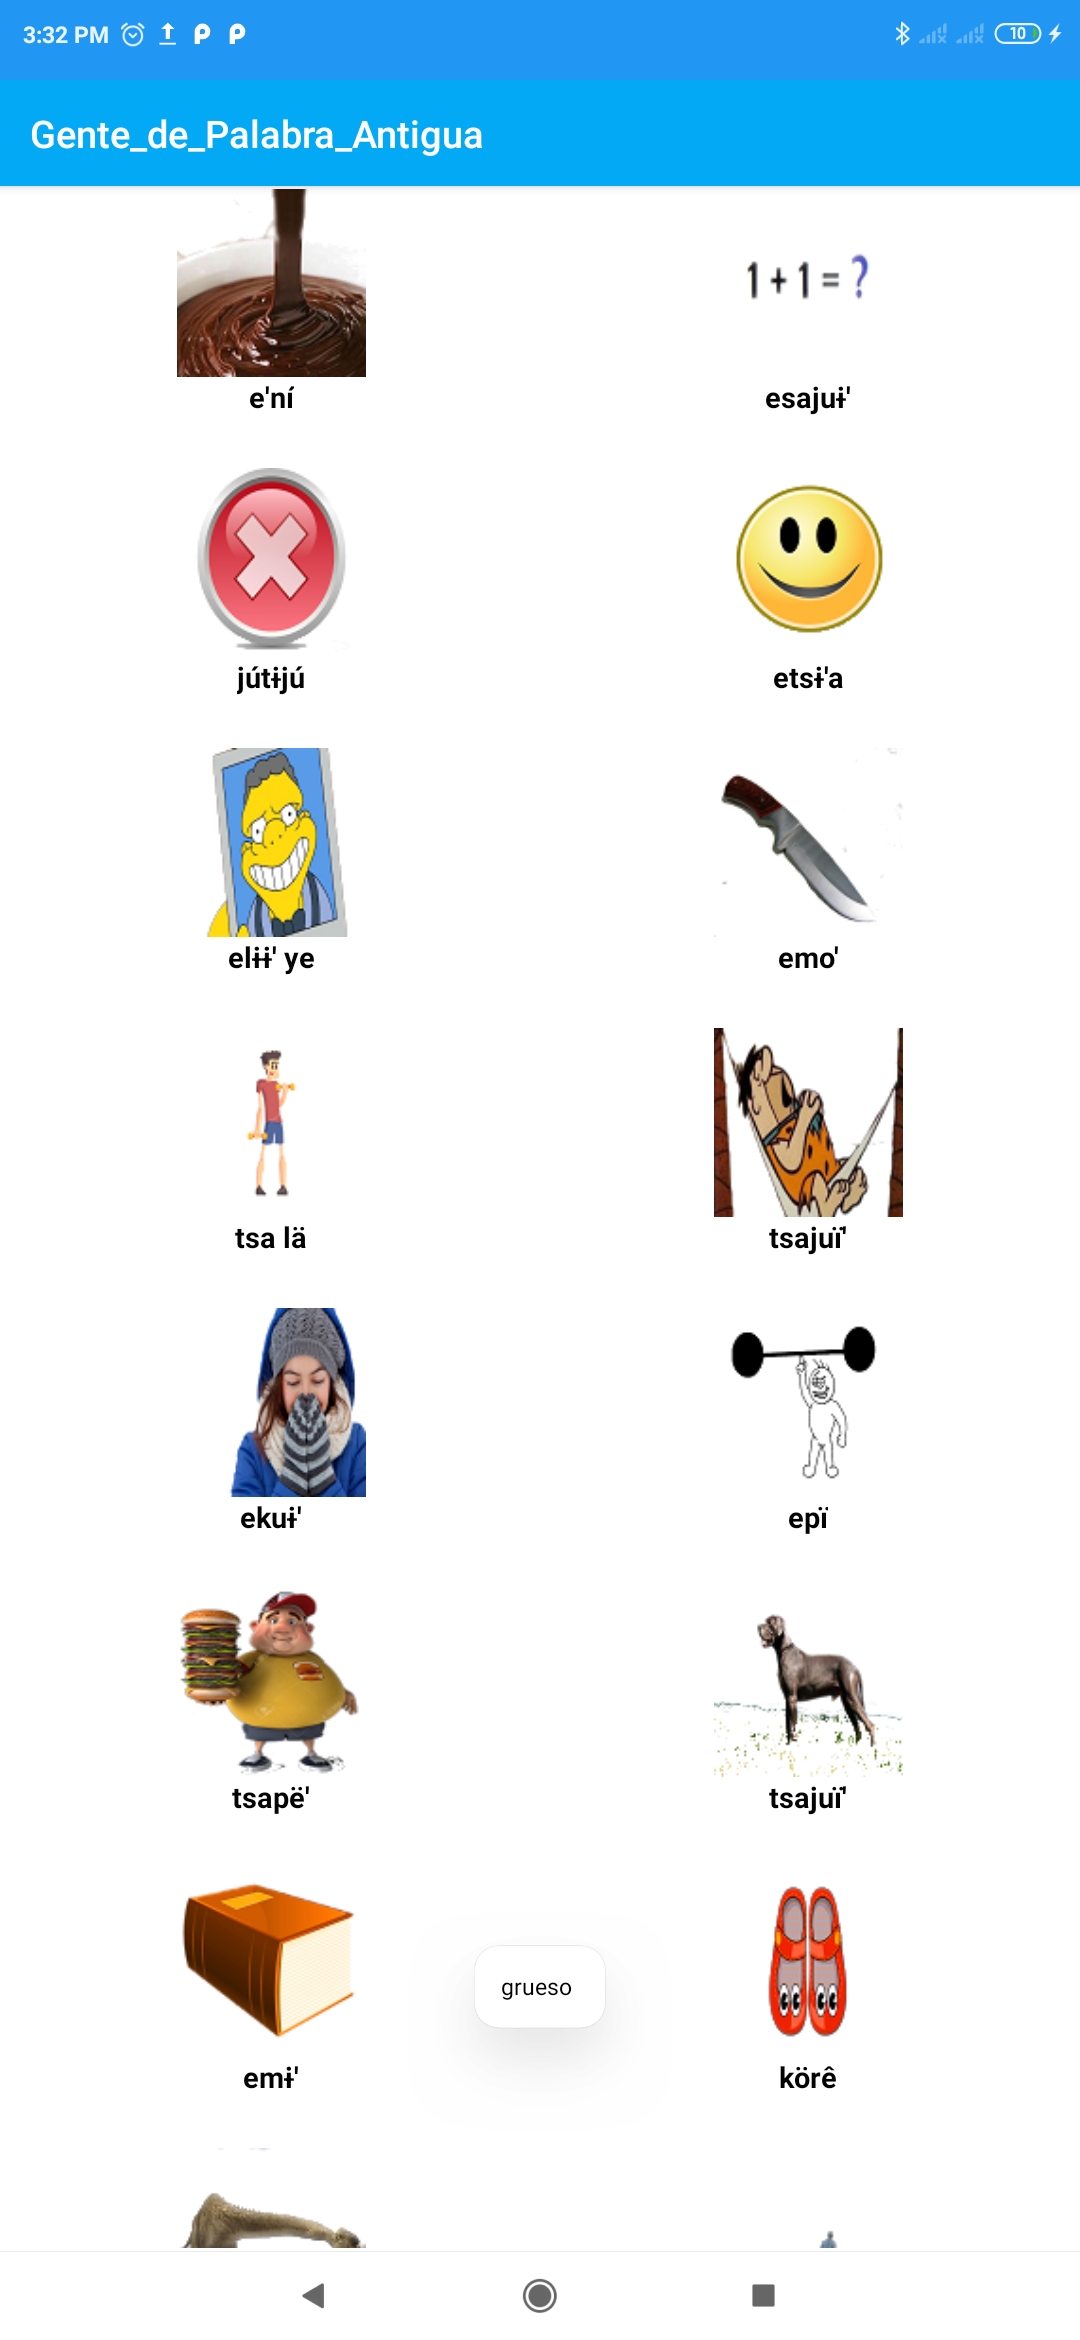 3:32 PM
10
Gente_de_Palabra_Antigua
1 + 1 = ?
e'ní
esajuɨ'
jútɨjú
etsɨ'a
elɨɨ' ye
emo'
tsa lä
tsajuï'
ekuɨ'
epï
tsapë'
tsajuï'
grueso
emɨ'
körê